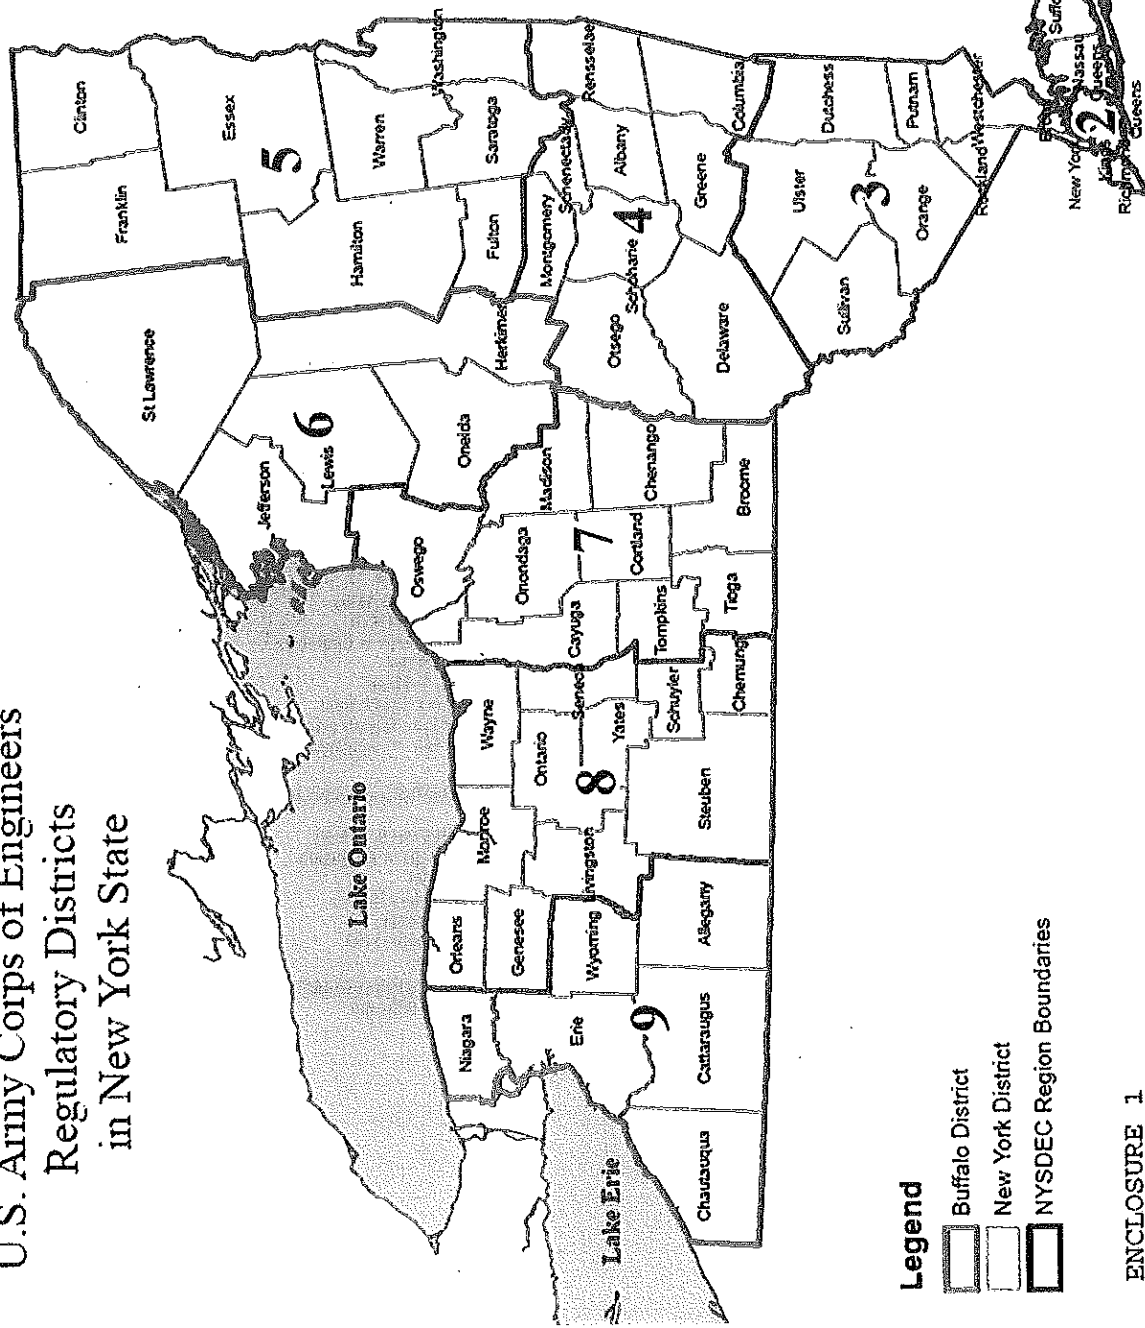 U.S. Army Corps of Engineers
Regulatory Districts
in New York State
Clinton
Franklin
Essex
5
St Lawrence
Warren
Washington
Hamilton
Saratoga
Jefferson
6
Lewis
Herkimer
Fulton
Lake Ontario
Oswego
Oneida
Montgomery
Schenectady
Rensselaer
Niagara
Orleans
Monroe
Wayne
Genesee
Ontario
Onondaga
Madison
Otsego
Schoharie
4
Albany
Erie
Wyoming
Livingston
8
Yates
Seneca
Cayuga
7
Cortland
Chenango
Greene
Columbia
Lake Erie
9
Tompkins
Schuyler
Delaware
Chautauqua
Cattaraugus
Allegany
Steuben
Chemung
Tioga
Broome
Ulster
Dutchess
Sullivan
3
Orange
Putnam
Rockland
Westchester
New York
Kings
2
Queens
Nassau
Suffo
Queens
Legend
Buffalo District
New York District
NYSDEC Region Boundaries
ENCLOSURE 1